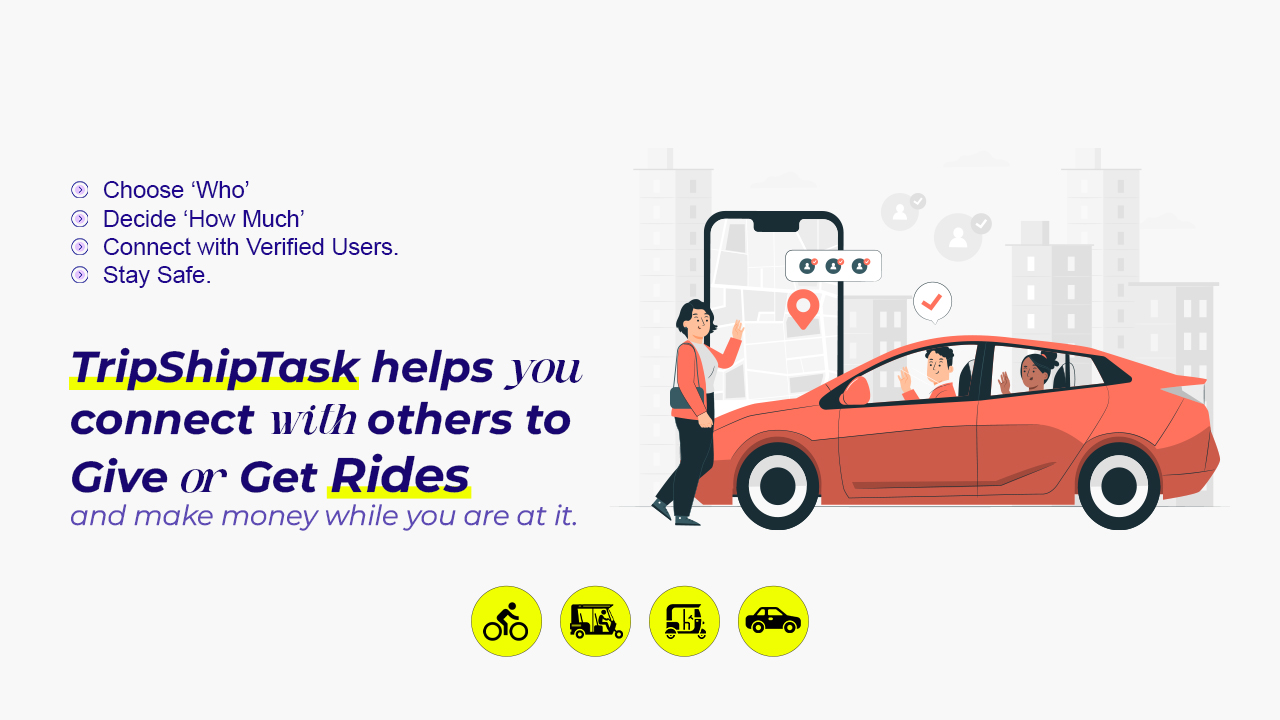 Choose ‘Who’
Decide ‘How Much’
Connect with Verified Users.
Stay Safe.
TripShipTask helps you
connect with others to
Give or Get Rides
and make money while you are at it.